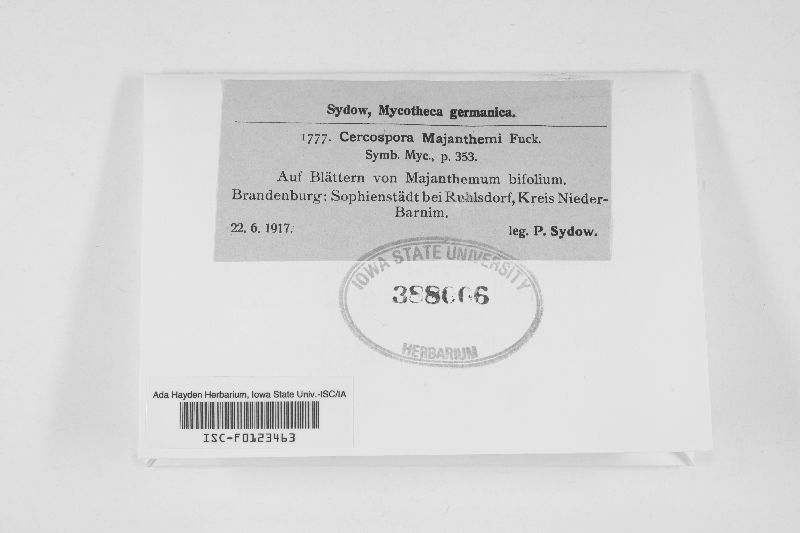 Sydow, Mycotheca germanica.
1777. Cercospora Majanthemi Fuck.
Symb. Myc., p. 353.
Auf Blättern von Majanthemum bifolium.
Brandenburg: Sophienstädt bei Ruhlsdorf, Kreis Nieder-
Barnim.
22. 6. 1917. leg. P. Sydow.
IOWA STATE UNIVERSITY
HERBARIUM
Ada Hayden Herbarium, Iowa State Univ.-ISC/IA
ISC-F0123463